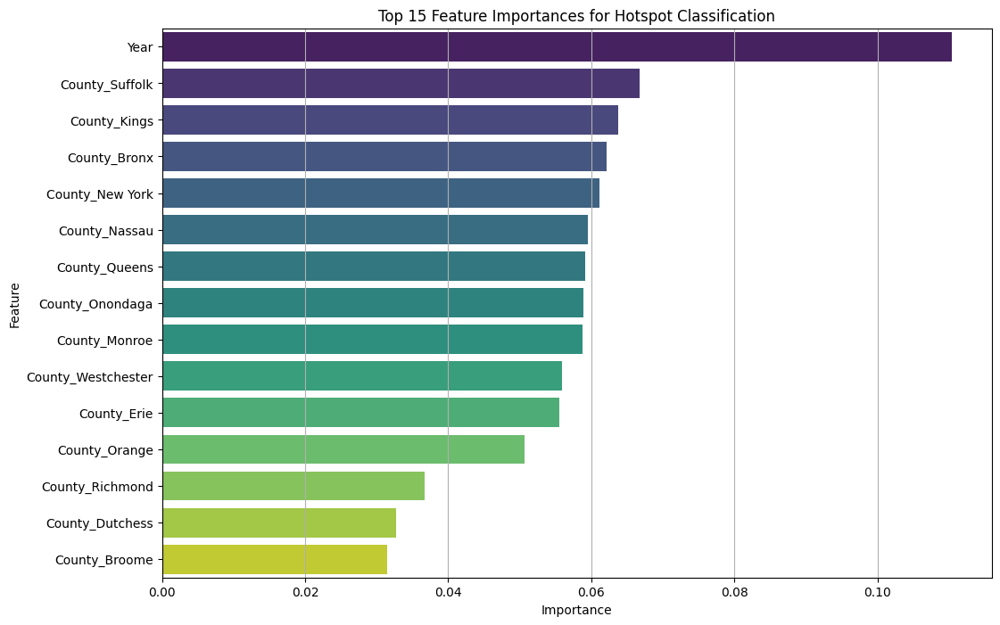 Top 15 Feature Importances for Hotspot Classification
Feature
Year
County_Suffolk
County_Kings
County_Bronx
County_New York
County_Nassau
County_Queens
County_Onondaga
County_Monroe
County_Westchester
County_Erie
County_Orange
County_Richmond
County_Dutchess
County_Broome
0.00 0.02 0.04 0.06 0.08 0.10
Importance